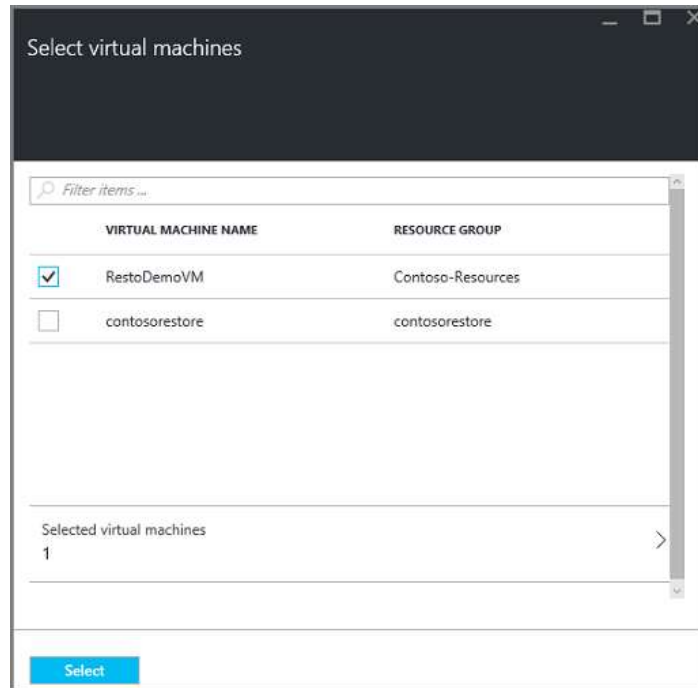 Select virtual machines
Filter items ...
VIRTUAL MACHINE NAME RESOURCE GROUP
RestoDemoVM Contoso-Resources
contosorestore contosorestore
Selected virtual machines
1
Select